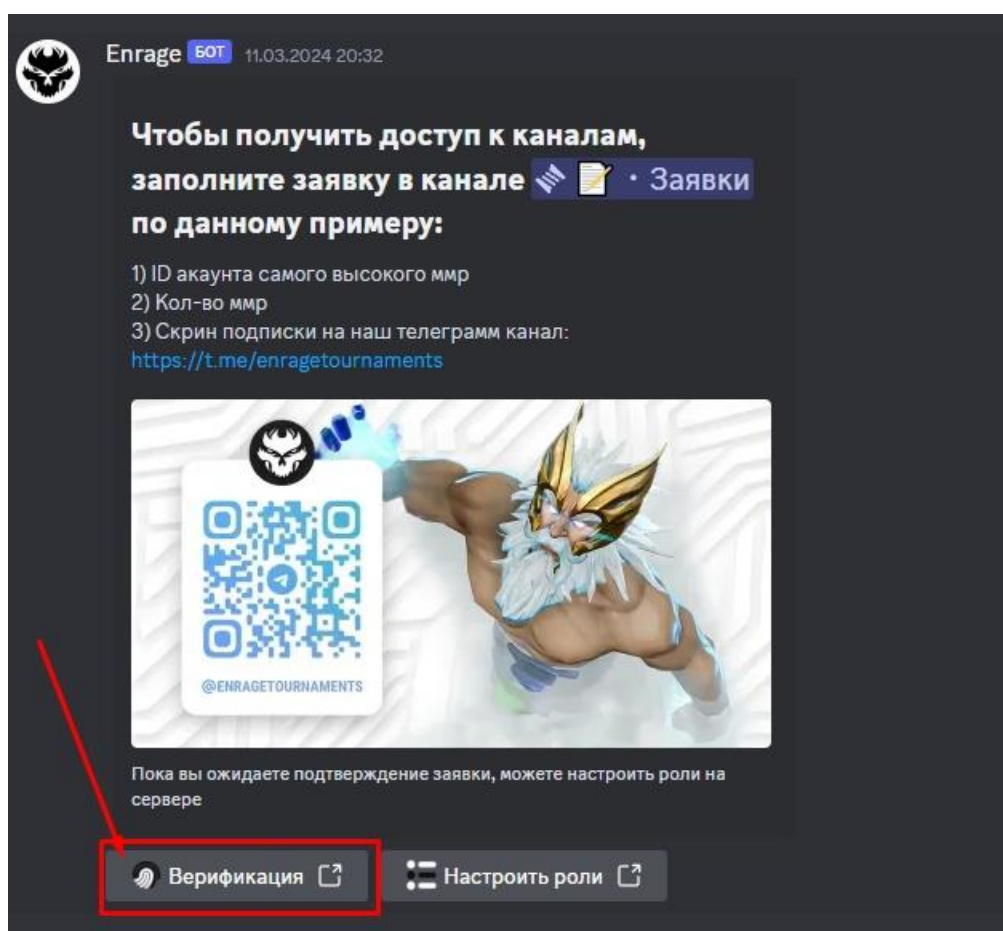 Enrage БОТ 11.03.2024 20:32
Чтобы получить доступ к каналам,
заполните заявку в канале 📝 · Заявки
по данному примеру:
1) ID акаунта самого высокого ммр
2) Кол-во ммр
3) Скрин подписки на наш телеграмм канал:
https://t.me/enragetournaments
@ENRAGETOURNAMENTS
Пока вы ожидаете подтверждение заявки, можете настроить роли на
сервере
Верификация
Настроить роли